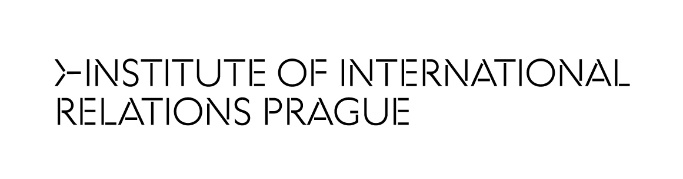 INSTITUTE OF INTERNATIONAL
RELATIONS PRAGUE